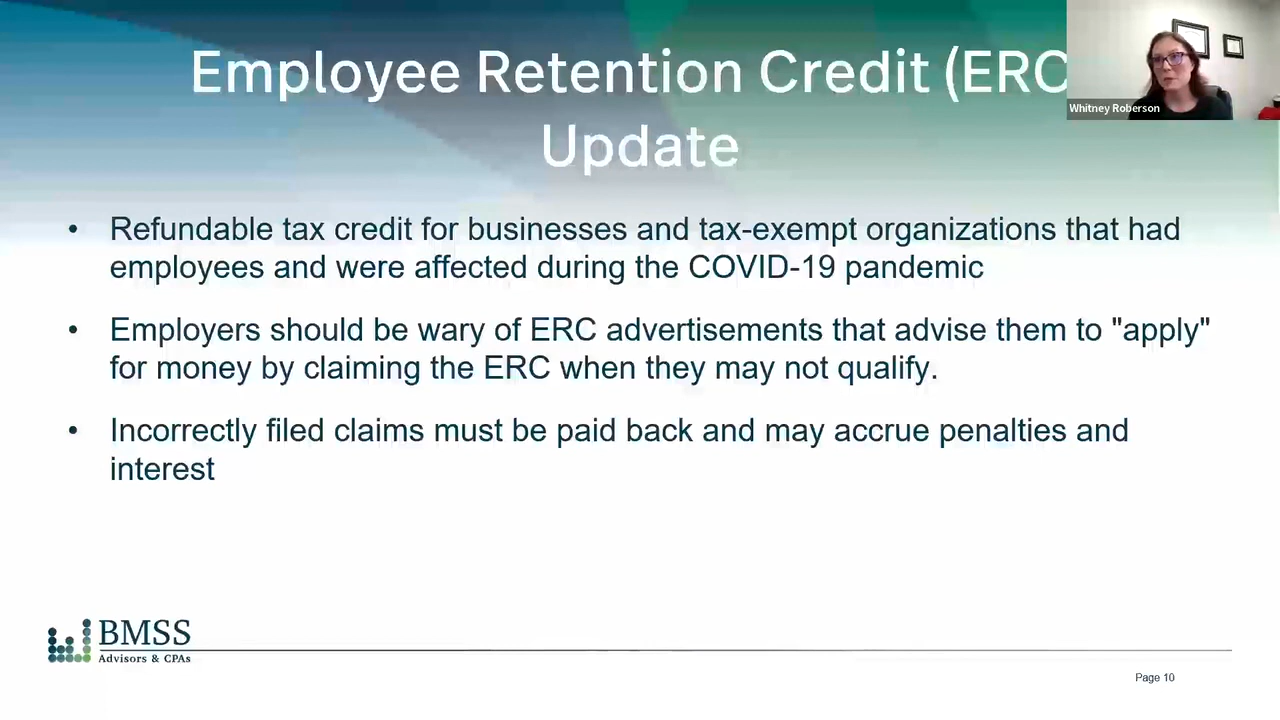 Employee Retention Credit (ERC
Update
Whitney Roberson
• Refundable tax credit for businesses and tax-exempt organizations that had
employees and were affected during the COVID-19 pandemic
• Employers should be wary of ERC advertisements that advise them to "apply"
for money by claiming the ERC when they may not qualify.
• Incorrectly filed claims must be paid back and may accrue penalties and
interest
BMSS
Advisors & CPAs
Page 10